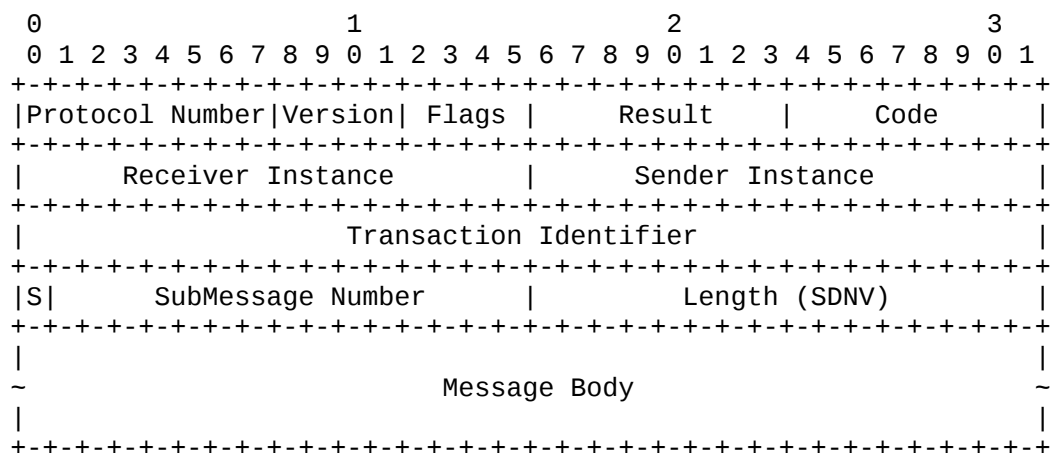 0                   1                   2                   3
 0 1 2 3 4 5 6 7 8 9 0 1 2 3 4 5 6 7 8 9 0 1 2 3 4 5 6 7 8 9 0 1
+-+-+-+-+-+-+-+-+-+-+-+-+-+-+-+-+-+-+-+-+-+-+-+-+-+-+-+-+-+-+-+-+
|Protocol Number|Version| Flags |     Result    |     Code      |
+-+-+-+-+-+-+-+-+-+-+-+-+-+-+-+-+-+-+-+-+-+-+-+-+-+-+-+-+-+-+-+-+
|      Receiver Instance        |      Sender Instance          |
+-+-+-+-+-+-+-+-+-+-+-+-+-+-+-+-+-+-+-+-+-+-+-+-+-+-+-+-+-+-+-+-+
|                    Transaction Identifier                     |
+-+-+-+-+-+-+-+-+-+-+-+-+-+-+-+-+-+-+-+-+-+-+-+-+-+-+-+-+-+-+-+-+
|S|      SubMessage Number      |         Length (SDNV)         |
+-+-+-+-+-+-+-+-+-+-+-+-+-+-+-+-+-+-+-+-+-+-+-+-+-+-+-+-+-+-+-+-+
|                                                               |
~                          Message Body                         ~
|                                                               |
+-+-+-+-+-+-+-+-+-+-+-+-+-+-+-+-+-+-+-+-+-+-+-+-+-+-+-+-+-+-+-+-+